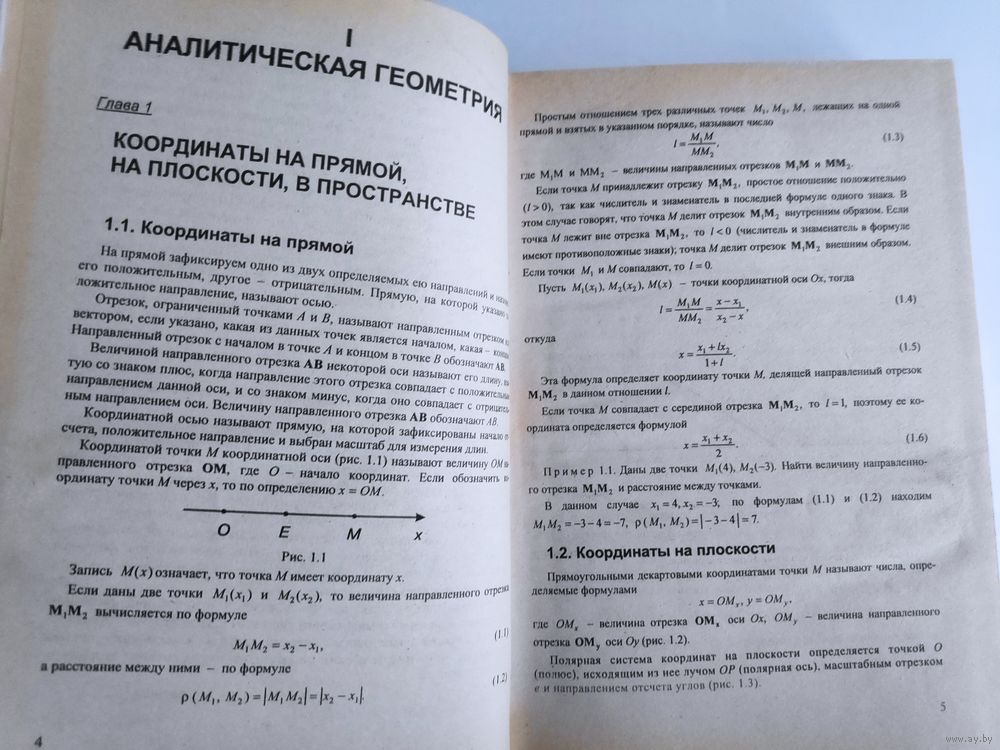 I
АНАЛИТИЧЕСКАЯ ГЕОМЕТРИЯ
Глава 1
КООРДИНАТЫ НА ПРЯМОЙ,
НА ПЛОСКОСТИ, В ПРОСТРАНСТВЕ
1.1. Координаты на прямой
На прямой зафиксируем одно из двух определяемых ею направлений и
его положительным, другое – отрицательным. Прямую, на которой указано
ложительное направление, называют осью.
Отрезок, ограниченный точками A и B, называют направленным отрезком
вектором, если указано, какая из данных точек является началом, какая –
Направленный отрезок с началом в точке A и концом в точке B обозначают AB.
Величиной направленного отрезка AB некоторой оси называют его длину,
тую со знаком плюс, когда направление этого отрезка совпадает с
направлением данной оси, и со знаком минус, когда оно совпадает с
ным направлением оси. Величину направленного отрезка AB обозначают AB.
Координатной осью называют прямую, на которой зафиксированы начало
счета, положительное направление и выбран масштаб для измерения длин.
Координатой точки M координатной оси (рис. 1.1) называют величину OM
правленного отрезка OM, где O – начало координат. Если обозначить
ординату точки M через x, то по определению x = OM.
O E M x
Рис. 1.1
Запись M(x) означает, что точка M имеет координату x.
Если даны две точки M₁(x₁) и M₂(x₂), то величина направленного отрезка
M₁M₂ вычисляется по формуле
M₁M₂ = x₂ – x₁, (1.1)
а расстояние между ними – по формуле
ρ(M₁, M₂) = |M₁M₂| = |x₂ – x₁|. (1.2)
4
Простым отношением трех различных точек M₁, M₂, M, лежащих на одной
прямой и взятых в указанном порядке, называют число
l = M₁M / MM₂, (1.3)
где M₁M и MM₂ – величины направленных отрезков M₁M и MM₂.
Если точка M принадлежит отрезку M₁M₂, простое отношение положительно
(l > 0), так как числитель и знаменатель в последней формуле одного знака. В
этом случае говорят, что точка M делит отрезок M₁M₂ внутренним образом. Если
точка M лежит вне отрезка M₁M₂, то l < 0 (числитель и знаменатель в формуле
имеют противоположные знаки); точка M делит отрезок M₁M₂ внешним образом.
Если точки M₁ и M совпадают, то l = 0.
Пусть M₁(x₁), M₂(x₂), M(x) – точки координатной оси Ox, тогда
l = M₁M / MM₂ = (x – x₁) / (x₂ – x), (1.4)
откуда
x = (x₁ + lx₂) / (1 + l). (1.5)
Эта формула определяет координату точки M, делящей направленный отрезок
M₁M₂ в данном отношении l.
Если точка M совпадает с серединой отрезка M₁M₂, то l = 1, поэтому ее ко-
ордината определяется формулой
x = (x₁ + x₂) / 2. (1.6)
Пример 1.1. Даны две точки M₁(4), M₂(–3). Найти величину направленно-
го отрезка M₁M₂ и расстояние между точками.
В данном случае x₁ = 4, x₂ = –3; по формулам (1.1) и (1.2) находим
M₁M₂ = –3 – 4 = –7, ρ(M₁, M₂) = |–3 – 4| = 7.
1.2. Координаты на плоскости
Прямоугольными декартовыми координатами точки M называют числа, опре-
деляемые формулами
x = OMₓ, y = OMᵧ,
где OMₓ – величина отрезка OMₓ оси Ox, OMᵧ – величина направленного
отрезка OMᵧ оси Oy (рис. 1.2).
Полярная система координат на плоскости определяется точкой O
(полюс), исходящим из нее лучом OP (полярная ось), масштабным отрезком
e и направлением отсчета углов (рис. 1.3).
5
www.ay.by